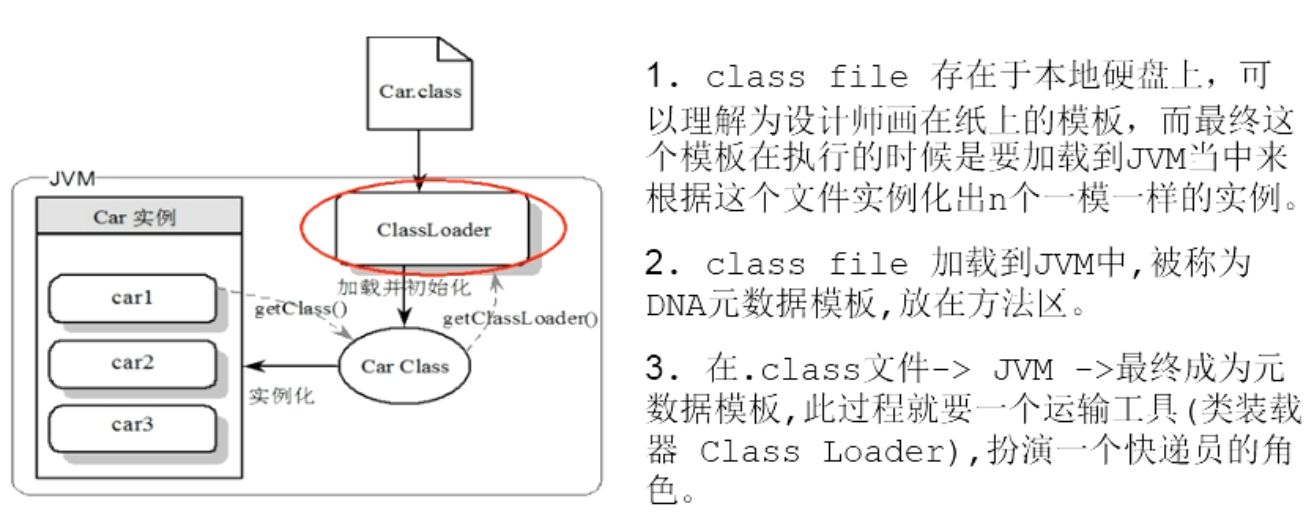 Car.class
JVM
Car 实例
ClassLoader
car1
加载并初始化
getClass()
getClassLoader()
car2
Car Class
实例化
car3
1. class file 存在于本地硬盘上，可
以理解为设计师画在纸上的模板，而最终这
个模板在执行的时候是要加载到JVM当中来
根据这个文件实例化出n个一模一样的实例。
2. class file 加载到JVM中,被称为
DNA元数据模板,放在方法区。
3. 在.class文件-> JVM ->最终成为元
数据模板,此过程就要一个运输工具(类装载
器 Class Loader),扮演一个快递员的角
色。